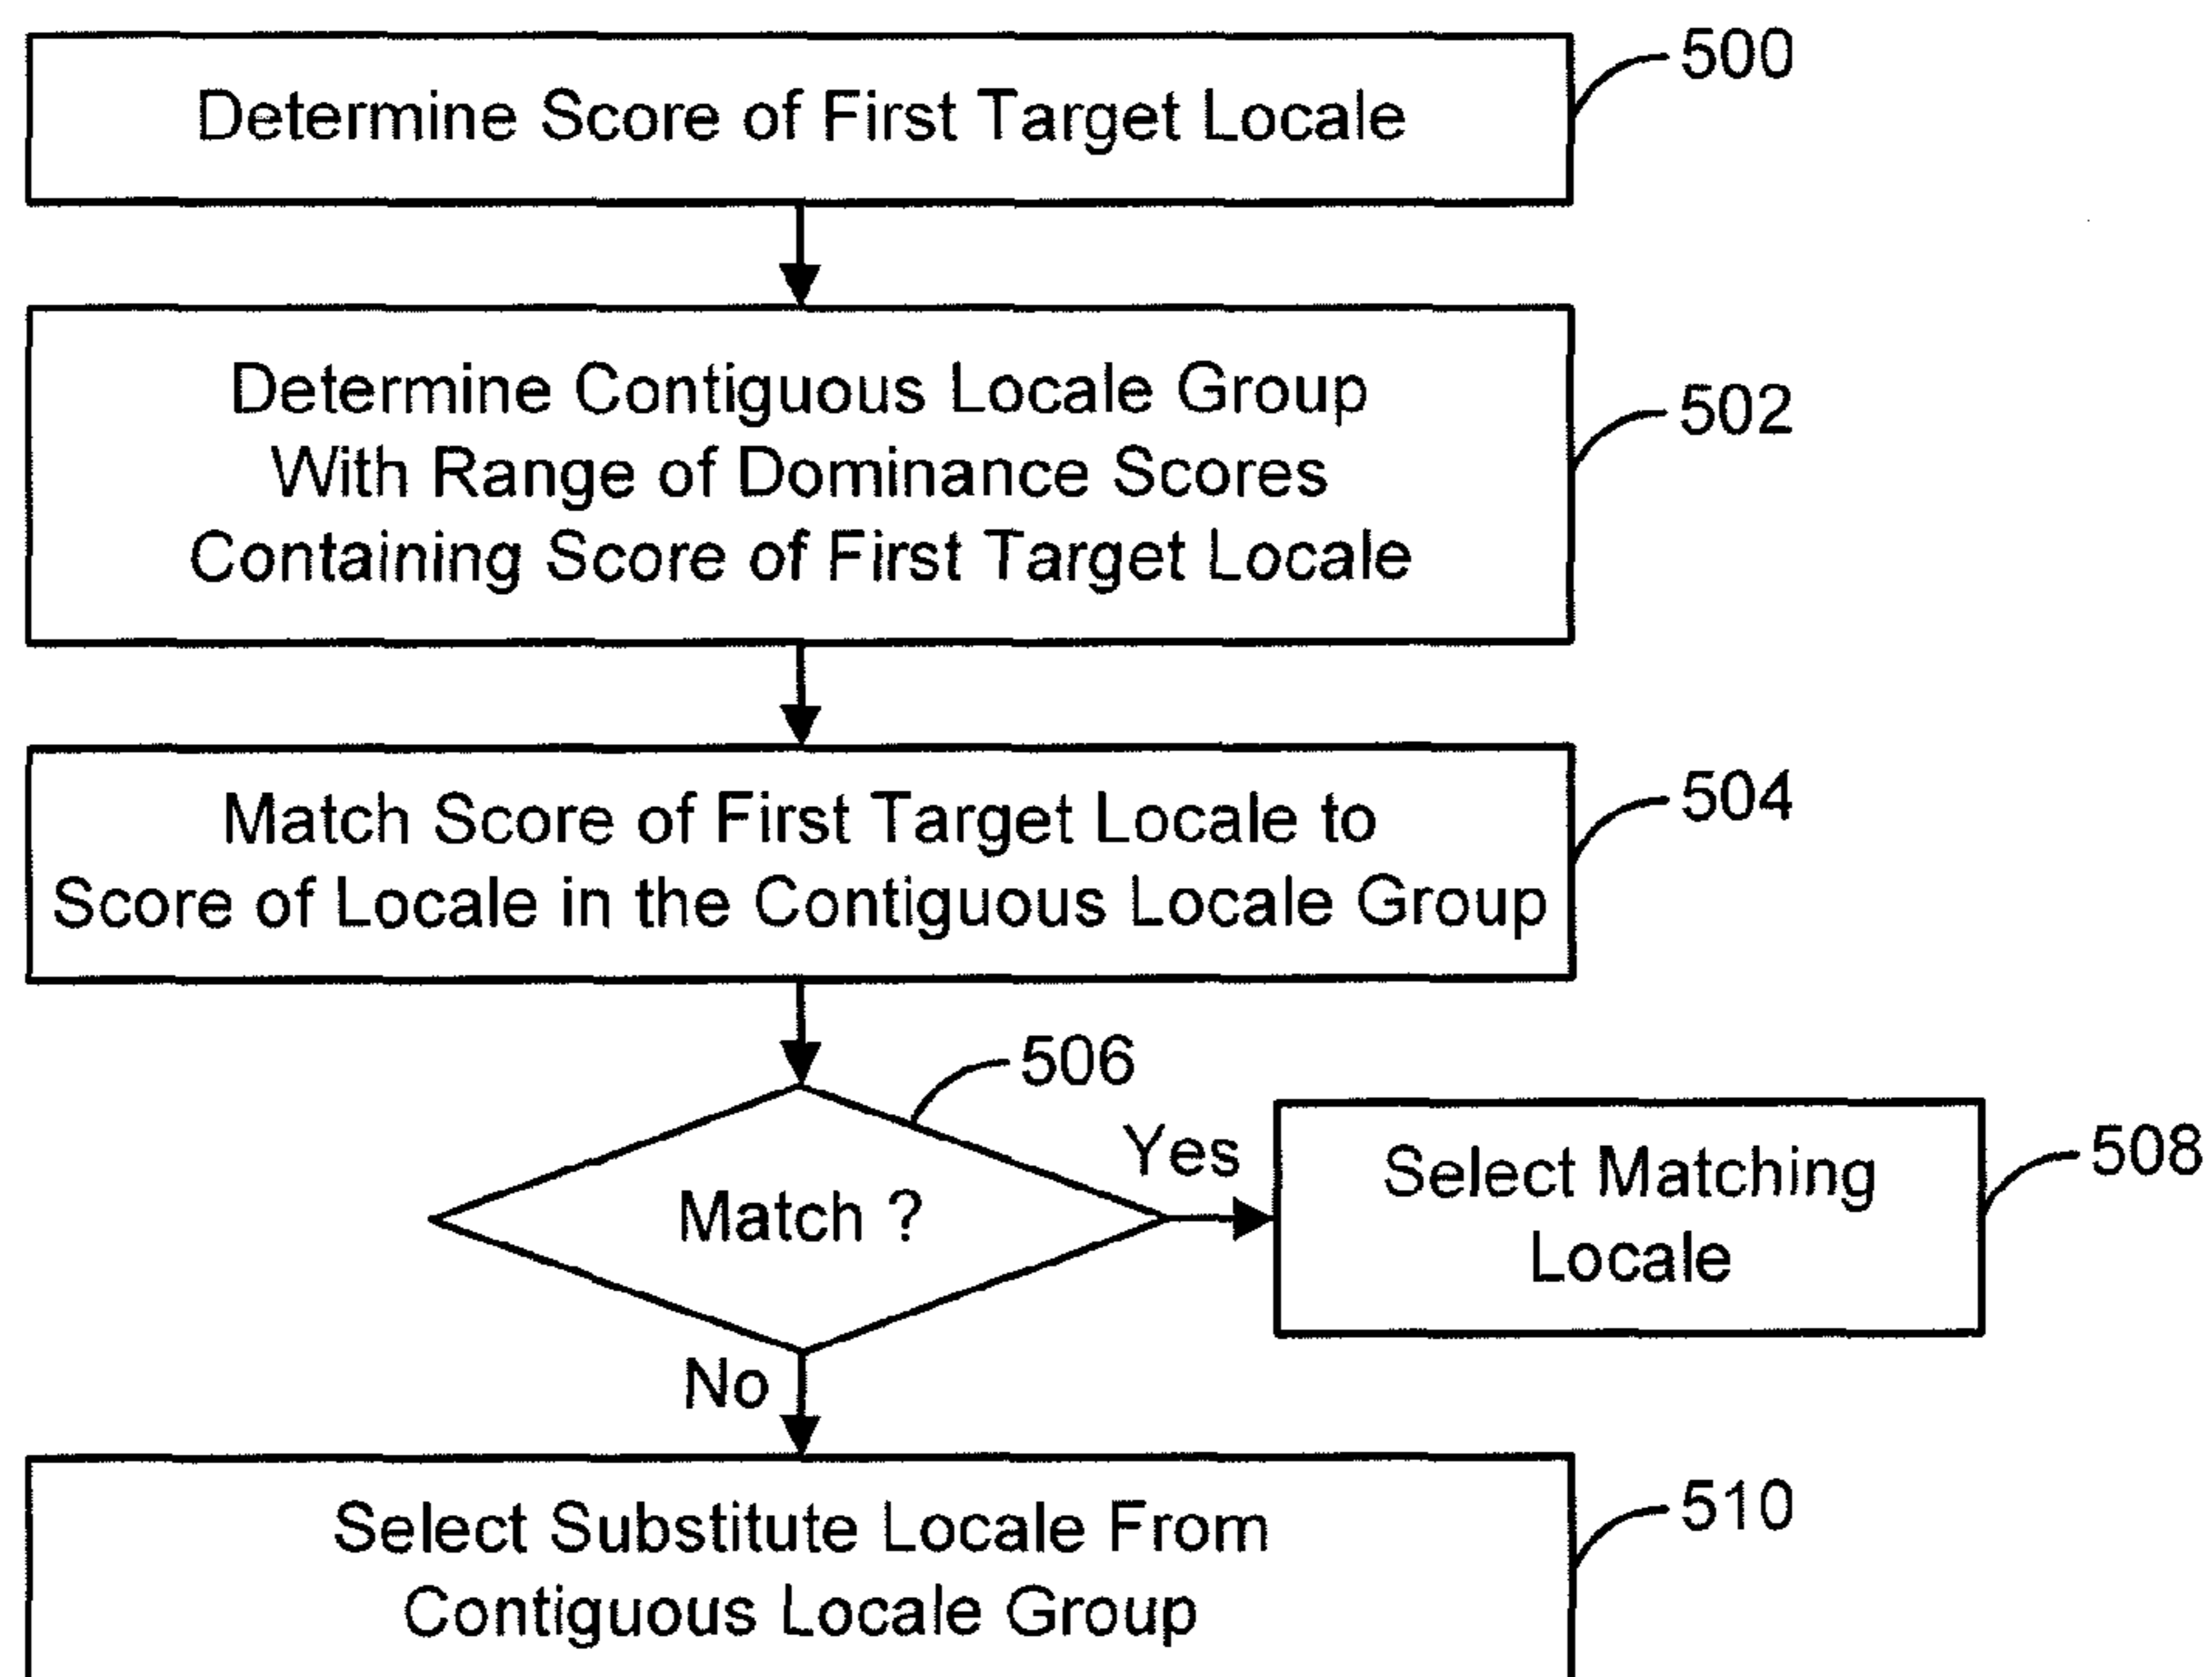 500
Determine Score of First Target Locale
Determine Contiguous Locale Group
With Range of Dominance Scores
Containing Score of First Target Locale
502
Match Score of First Target Locale to
Score of Locale in the Contiguous Locale Group
504
506
Match ?
Yes
Select Matching
Locale
508
No
Select Substitute Locale From
Contiguous Locale Group
510